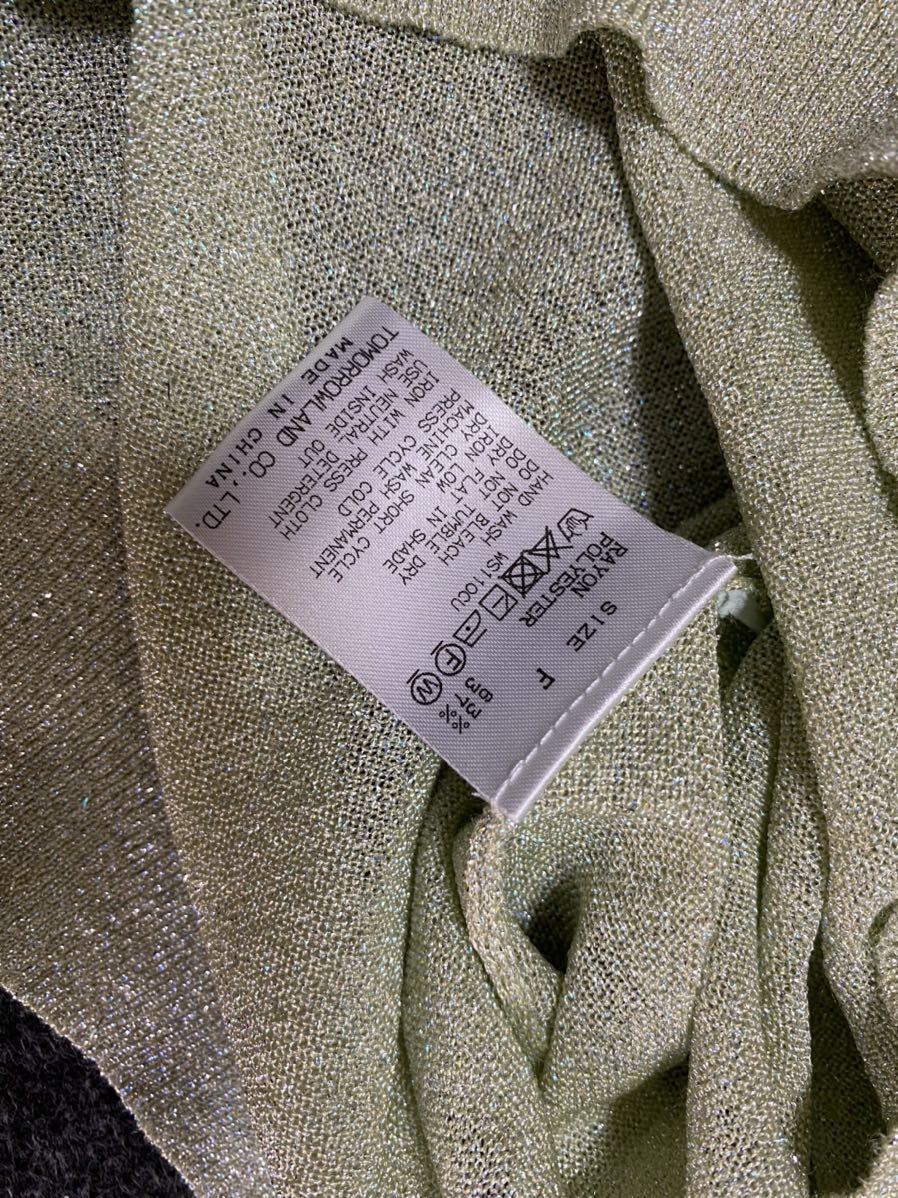 SIZE F
RAYON %
POLYESTER %
F W
WS110CU
HAND WASH
DO NOT BLEACH
DO NOT TUMBLE DRY
DRY FLAT IN SHADE
IRON LOW
DRY CLEAN SHORT CYCLE
MACHINE WASH COLD PERMANENT
PRESS CYCLE
IRON WITH PRESS CLOTH
USE NEUTRAL DETERGENT
WASH INSIDE OUT
TOMORROWLAND CO.,LTD.
MADE IN CHINA